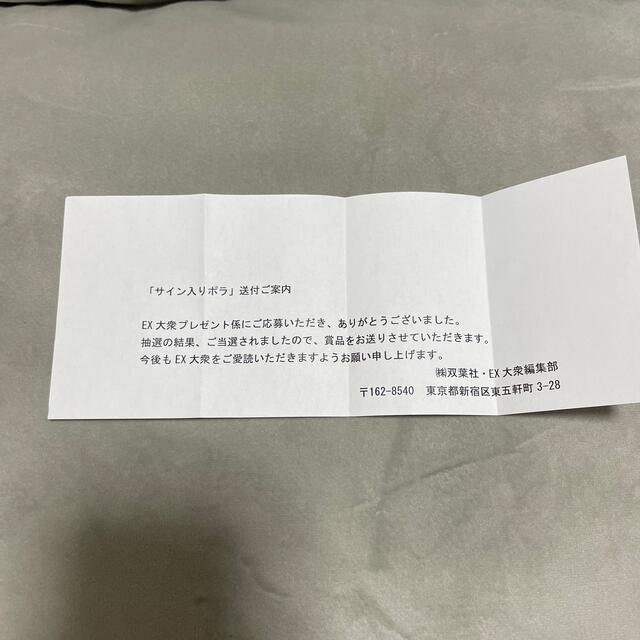 「サイン入りポラ」送付ご案内
EX大衆プレゼント係にご応募いただき、ありがとうございました。
抽選の結果、ご当選されましたので、賞品をお送りさせていただきます。
今後もEX大衆をご愛読いただきますようお願い申し上げます。
㈱双葉社・EX大衆編集部
〒162-8540 東京都新宿区東五軒町3-28